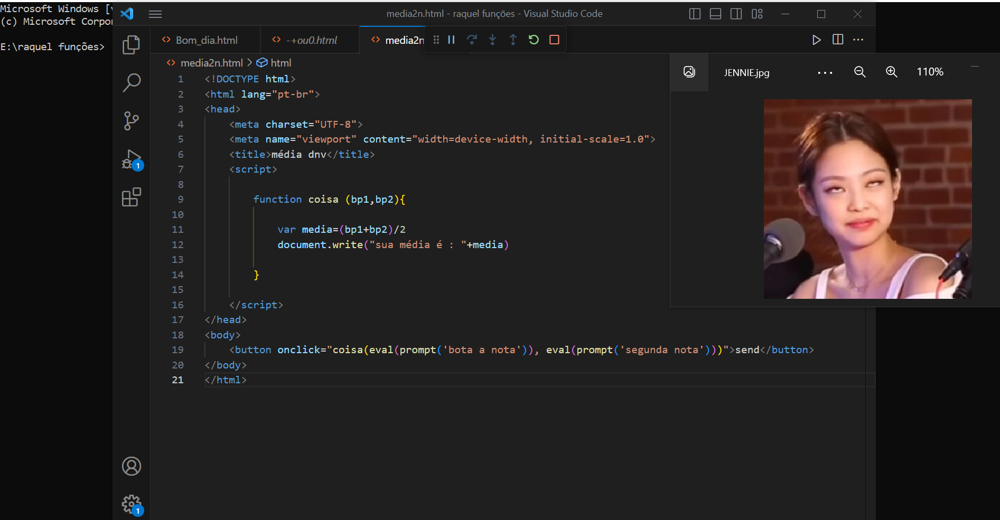 Microsoft Windows [
(c) Microsoft Corpor
E:\raquel funções>
media2n.html - raquel funções - Visual Studio Code
Bom_dia.html
-+ou0.html
media2n
media2n.html > html
1 <!DOCTYPE html>
2 <html lang="pt-br">
3 <head>
4 <meta charset="UTF-8">
5 <meta name="viewport" content="width=device-width, initial-scale=1.0">
6 <title>média dnv</title>
7 <script>
8
9 function coisa (bp1,bp2){
10
11 var media=(bp1+bp2)/2
12 document.write("sua média é : "+media)
13
14 }
15
16 </script>
17 </head>
18 <body>
19 <button onclick="coisa(eval(prompt('bota a nota')), eval(prompt('segunda nota')))">send</button>
20 </body>
21 </html>
JENNIE.jpg
110%
1
1